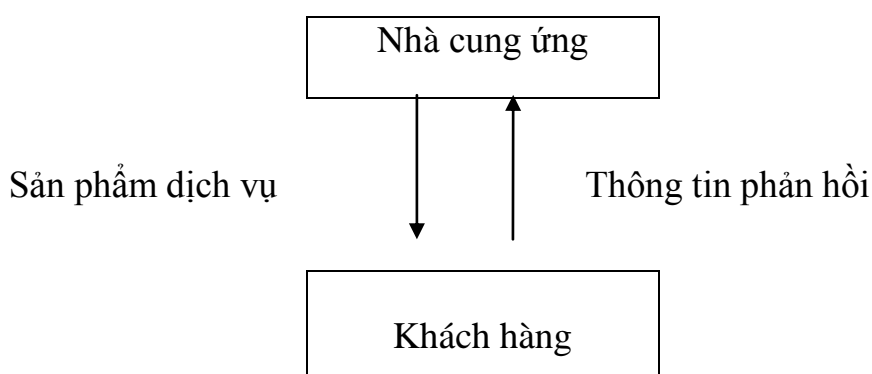 Nhà cung ứng
Sản phẩm dịch vụ
Thông tin phản hồi
Khách hàng